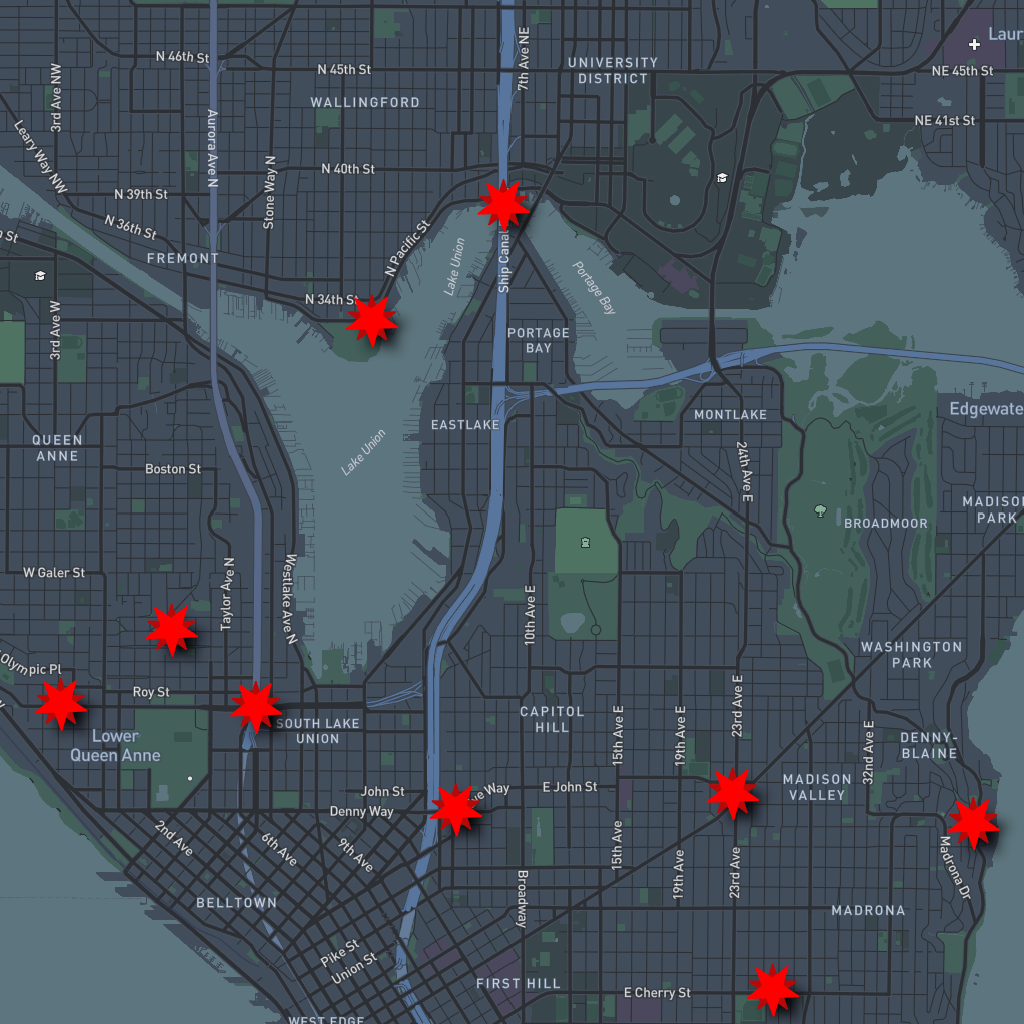 N 46th St
N 45th St
7th Ave NE
UNIVERSITY
DISTRICT
Laur
NE 45th St
3rd Ave NW
WALLINGFORD
Aurora Ave N
NE 41st St
Leary Way NW
N 40th St
Stone Way N
N 39th St
N 36th St
N Pacific St
FREMONT
Lake Union
Ship Canal
Portage Bay
N 34th St
3rd Ave W
PORTAGE
BAY
Edgewate
MONTLAKE
EASTLAKE
QUEEN
ANNE
Lake Union
Boston St
24th Ave E
MADISON
PARK
BROADMOOR
W Galer St
Taylor Ave N
Westlake Ave N
10th Ave E
WASHINGTON
PARK
Olympic Pl
Roy St
SOUTH LAKE
UNION
CAPITOL
HILL
15th Ave E
19th Ave E
23rd Ave E
32nd Ave E
DENNY-
BLAINE
Lower
Queen Anne
MADISON
VALLEY
John St
E John St
Denny Way
2nd Ave
6th Ave
9th Ave
15th Ave
19th Ave
23rd Ave
Madrona Dr
Broadway
BELLTOWN
MADRONA
Pike St
Union St
FIRST HILL
E Cherry St
WEST EDGE